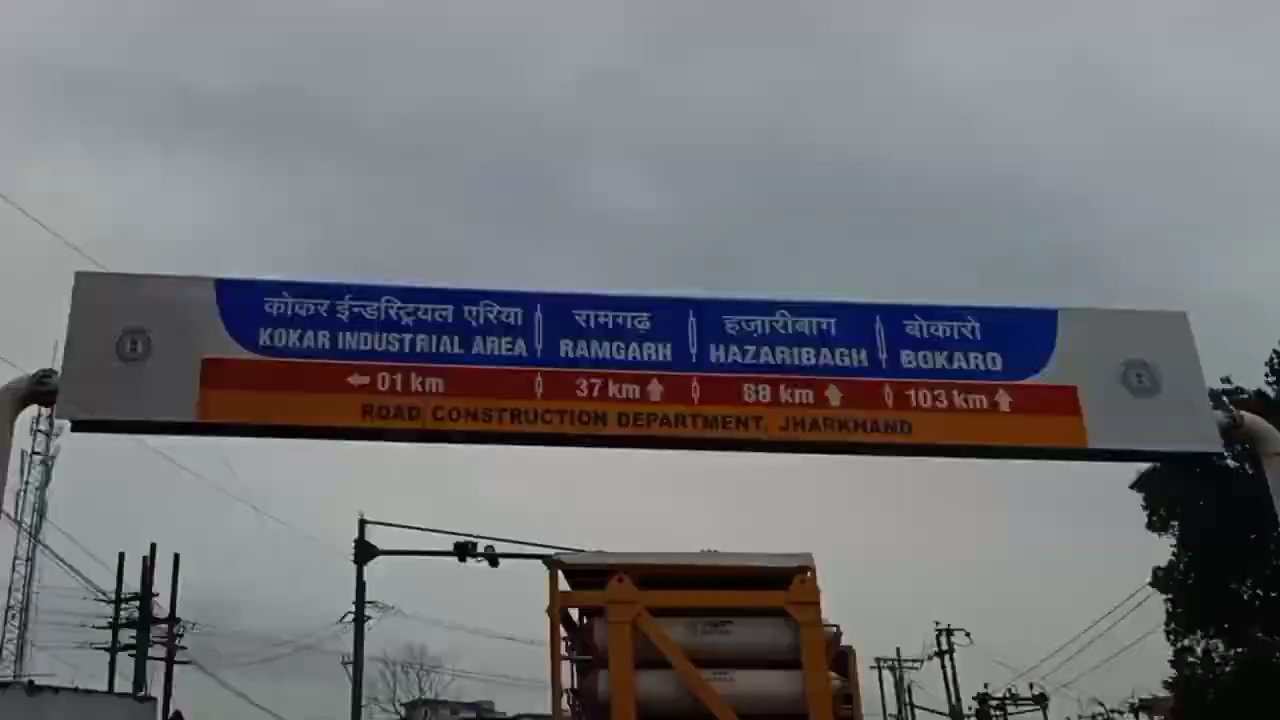 कोकर ईन्डस्ट्रियल एरिया रामगढ़ हजारीबाग बोकारो
KOKAR INDUSTRIAL AREA RAMGARH HAZARIBAGH BOKARO
← 01 km 37 km ↑ 88 km ↑ 103 km ↑
ROAD CONSTRUCTION DEPARTMENT, JHARKHAND